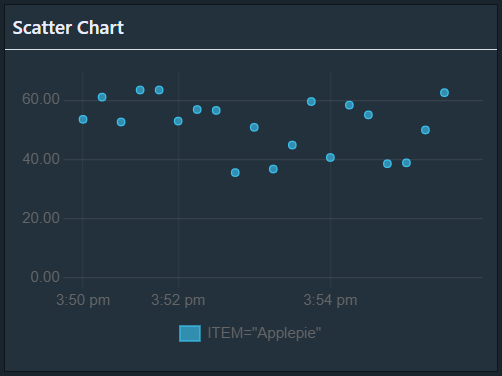 Scatter Chart
60.00
40.00
20.00
0.00
3:50 pm 3:52 pm 3:54 pm
ITEM="Applepie"